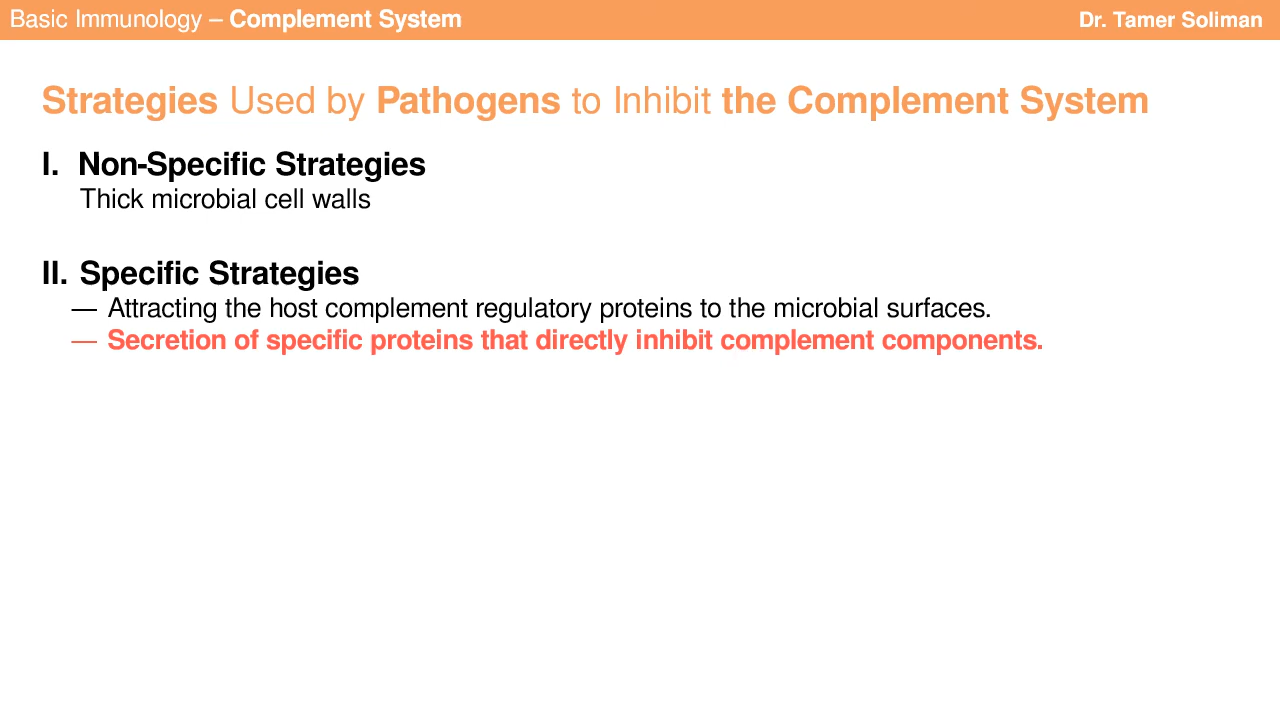 Basic Immunology – Complement System
Dr. Tamer Soliman
Strategies Used by Pathogens to Inhibit the Complement System
I. Non-Specific Strategies
Thick microbial cell walls
II. Specific Strategies
— Attracting the host complement regulatory proteins to the microbial surfaces.
— Secretion of specific proteins that directly inhibit complement components.